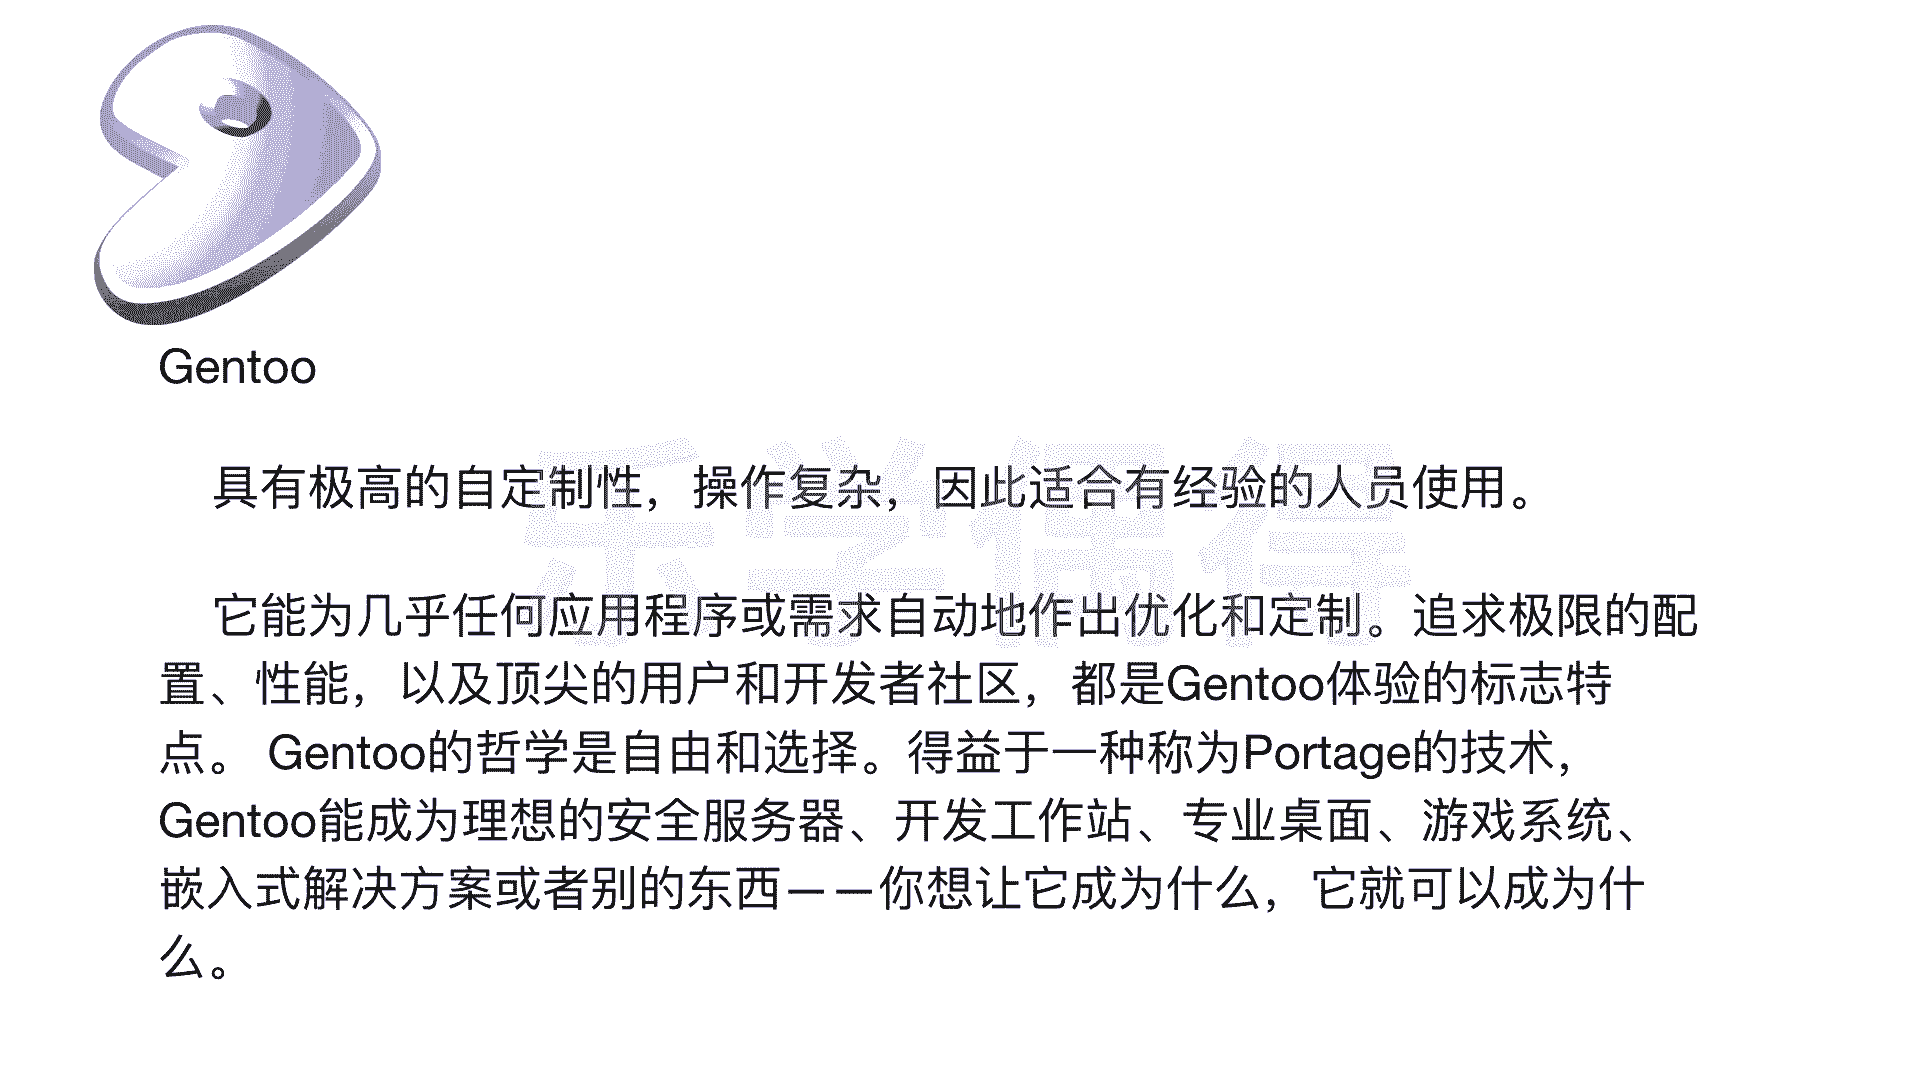 Gentoo
具有极高的自定制性，操作复杂，因此适合有经验的人员使用。
乐学偶得
它能为几乎任何应用程序或需求自动地作出优化和定制。追求极限的配
置、性能，以及顶尖的用户和开发者社区，都是Gentoo体验的标志特
点。 Gentoo的哲学是自由和选择。得益于一种称为Portage的技术，
Gentoo能成为理想的安全服务器、开发工作站、专业桌面、游戏系统、
嵌入式解决方案或者别的东西——你想让它成为什么，它就可以成为什
么。